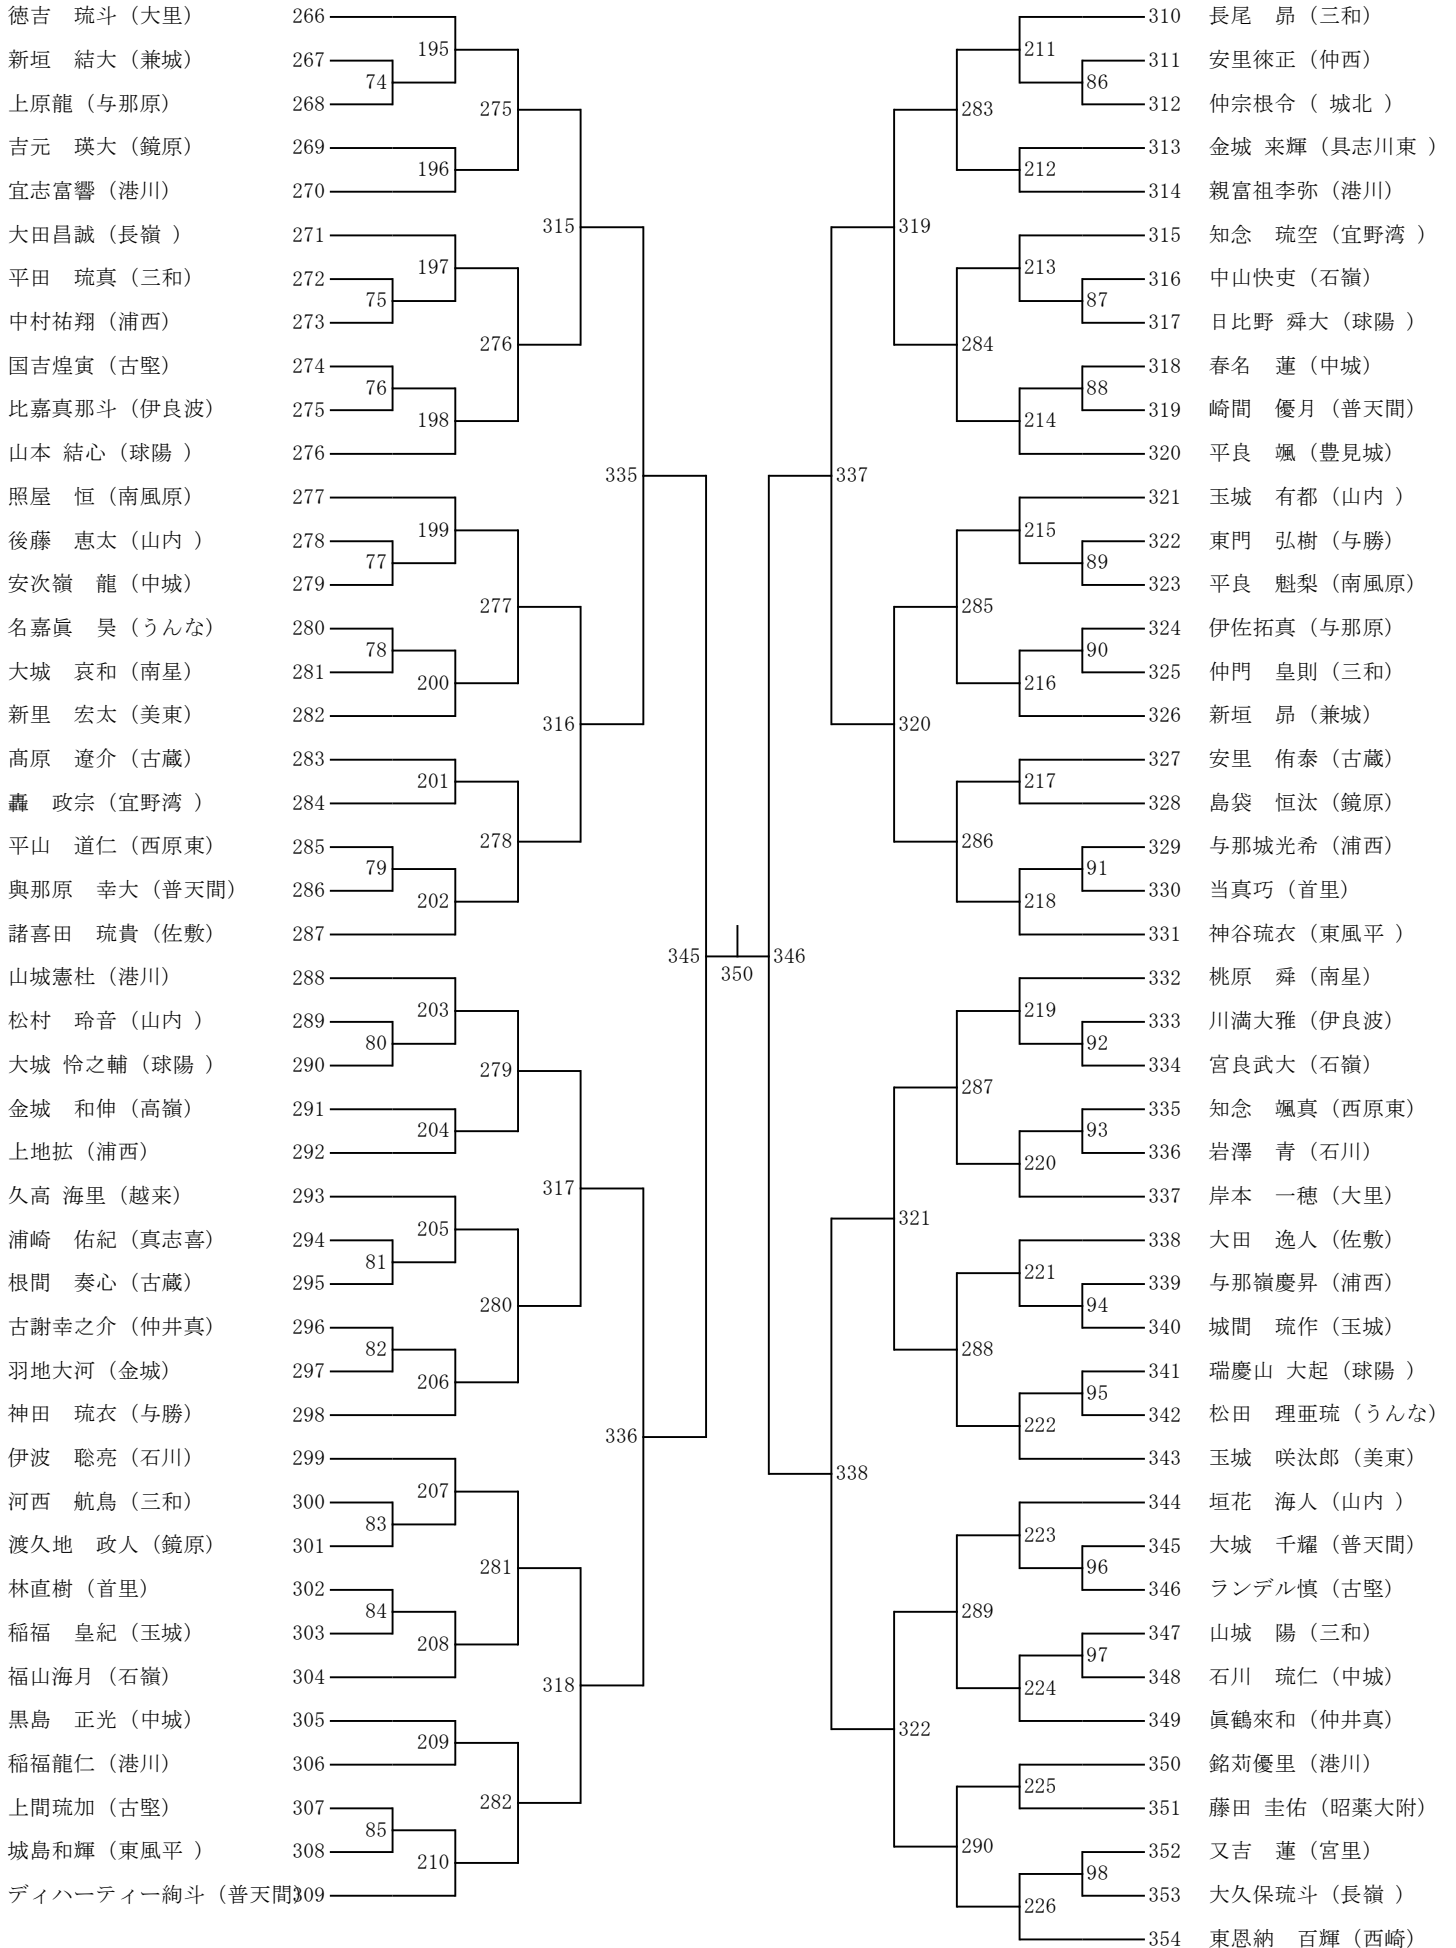 徳吉　琉斗（大里） 266
新垣　結大（兼城） 267
上原龍（与那原） 268
吉元　瑛大（鏡原） 269
宜志富響（港川） 270
大田昌誠（長嶺 ） 271
平田　琉真（三和） 272
中村祐翔（浦西） 273
国吉煌寅（古堅） 274
比嘉真那斗（伊良波） 275
山本 結心（球陽 ） 276
照屋　恒（南風原） 277
後藤　恵太（山内 ） 278
安次嶺　龍（中城） 279
名嘉眞　昊（うんな） 280
大城　哀和（南星） 281
新里　宏太（美東） 282
髙原　遼介（古蔵） 283
轟　政宗（宜野湾 ） 284
平山　道仁（西原東） 285
與那原　幸大（普天間） 286
諸喜田　琉貴（佐敷） 287
山城憲杜（港川） 288
松村　玲音（山内 ） 289
大城 怜之輔（球陽 ） 290
金城　和伸（高嶺） 291
上地拡（浦西） 292
久高 海里（越来） 293
浦崎　佑紀（真志喜） 294
根間　奏心（古蔵） 295
古謝幸之介（仲井真） 296
羽地大河（金城） 297
神田　琉衣（与勝） 298
伊波　聡亮（石川） 299
河西　航鳥（三和） 300
渡久地　政人（鏡原） 301
林直樹（首里） 302
稲福　皇紀（玉城） 303
福山海月（石嶺） 304
黒島　正光（中城） 305
稲福龍仁（港川） 306
上間琉加（古堅） 307
城島和輝（東風平 ） 308
ディハーティー絢斗（普天間）309
74
75
76
77
78
79
80
81
82
83
84
85
195
196
197
198
199
200
201
202
203
204
205
206
207
208
209
210
275
276
277
278
279
280
281
282
315
316
317
318
335
336
345
350
346
337
338
319
320
321
322
283
284
285
286
287
288
289
290
211
212
213
214
215
216
217
218
219
220
221
222
223
224
225
226
86
87
88
89
90
91
92
93
94
95
96
97
98
310 長尾　昴（三和）
311 安里徠正（仲西）
312 仲宗根令（ 城北 ）
313 金城 来輝（具志川東 ）
314 親富祖李弥（港川）
315 知念　琉空（宜野湾 ）
316 中山快吏（石嶺）
317 日比野 舜大（球陽 ）
318 春名　蓮（中城）
319 崎間　優月（普天間）
320 平良　颯（豊見城）
321 玉城　有都（山内 ）
322 東門　弘樹（与勝）
323 平良　魁梨（南風原）
324 伊佐拓真（与那原）
325 仲門　皇則（三和）
326 新垣　昴（兼城）
327 安里　侑泰（古蔵）
328 島袋　恒汰（鏡原）
329 与那城光希（浦西）
330 当真巧（首里）
331 神谷琉衣（東風平 ）
332 桃原　舜（南星）
333 川満大雅（伊良波）
334 宮良武大（石嶺）
335 知念　颯真（西原東）
336 岩澤　青（石川）
337 岸本　一穂（大里）
338 大田　逸人（佐敷）
339 与那嶺慶昇（浦西）
340 城間　琉作（玉城）
341 瑞慶山 大起（球陽 ）
342 松田　理亜琉（うんな）
343 玉城　咲汰郎（美東）
344 垣花　海人（山内 ）
345 大城　千耀（普天間）
346 ランデル慎（古堅）
347 山城　陽（三和）
348 石川　琉仁（中城）
349 眞鶴來和（仲井真）
350 銘苅優里（港川）
351 藤田 圭佑（昭薬大附）
352 又吉　蓮（宮里）
353 大久保琉斗（長嶺 ）
354 東恩納　百輝（西崎）